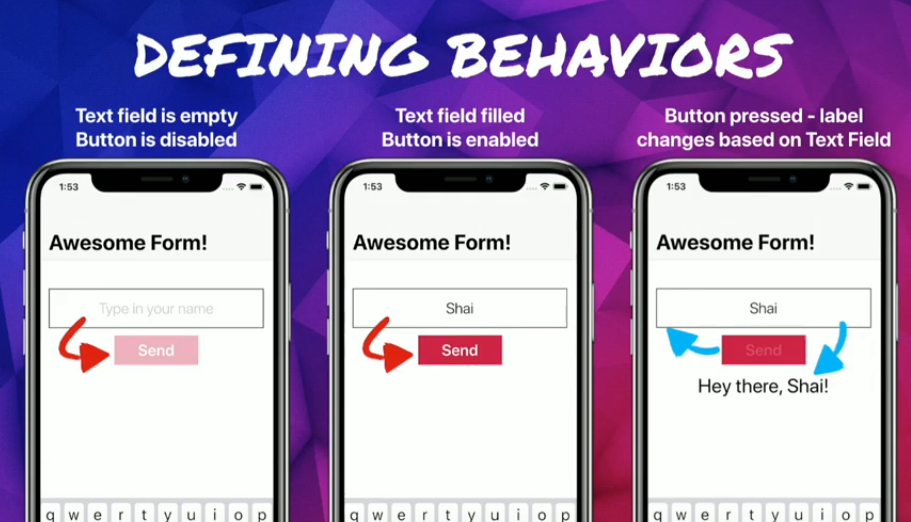 DEFINING BEHAVIORS
Text field is empty
Button is disabled
Text field filled
Button is enabled
Button pressed - label
changes based on Text Field
1:53
Awesome Form!
Type in your name
Send
q w e r t y u i o p
1:53
Awesome Form!
Shai
Send
q w e r t y u i o p
1:53
Awesome Form!
Shai
Send
Hey there, Shai!
q w e r t y u i o p